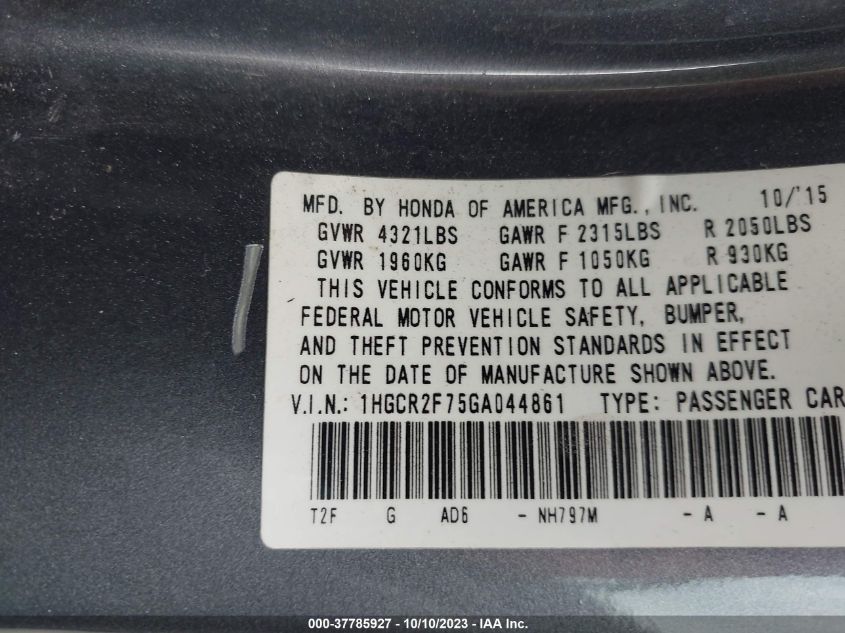 MFD. BY HONDA OF AMERICA MFG., INC. 10/'15
GVWR 4321LBS GAWR F 2315LBS R 2050LBS
GVWR 1960KG GAWR F 1050KG R 930KG
THIS VEHICLE CONFORMS TO ALL APPLICABLE
FEDERAL MOTOR VEHICLE SAFETY, BUMPER,
AND THEFT PREVENTION STANDARDS IN EFFECT
ON THE DATE OF MANUFACTURE SHOWN ABOVE.
V.I.N.: 1HGCR2F75GA044861 TYPE: PASSENGER CAR
T2F G AD6 - NH797M - A - A
000-37785927 - 10/10/2023 - IAA Inc.